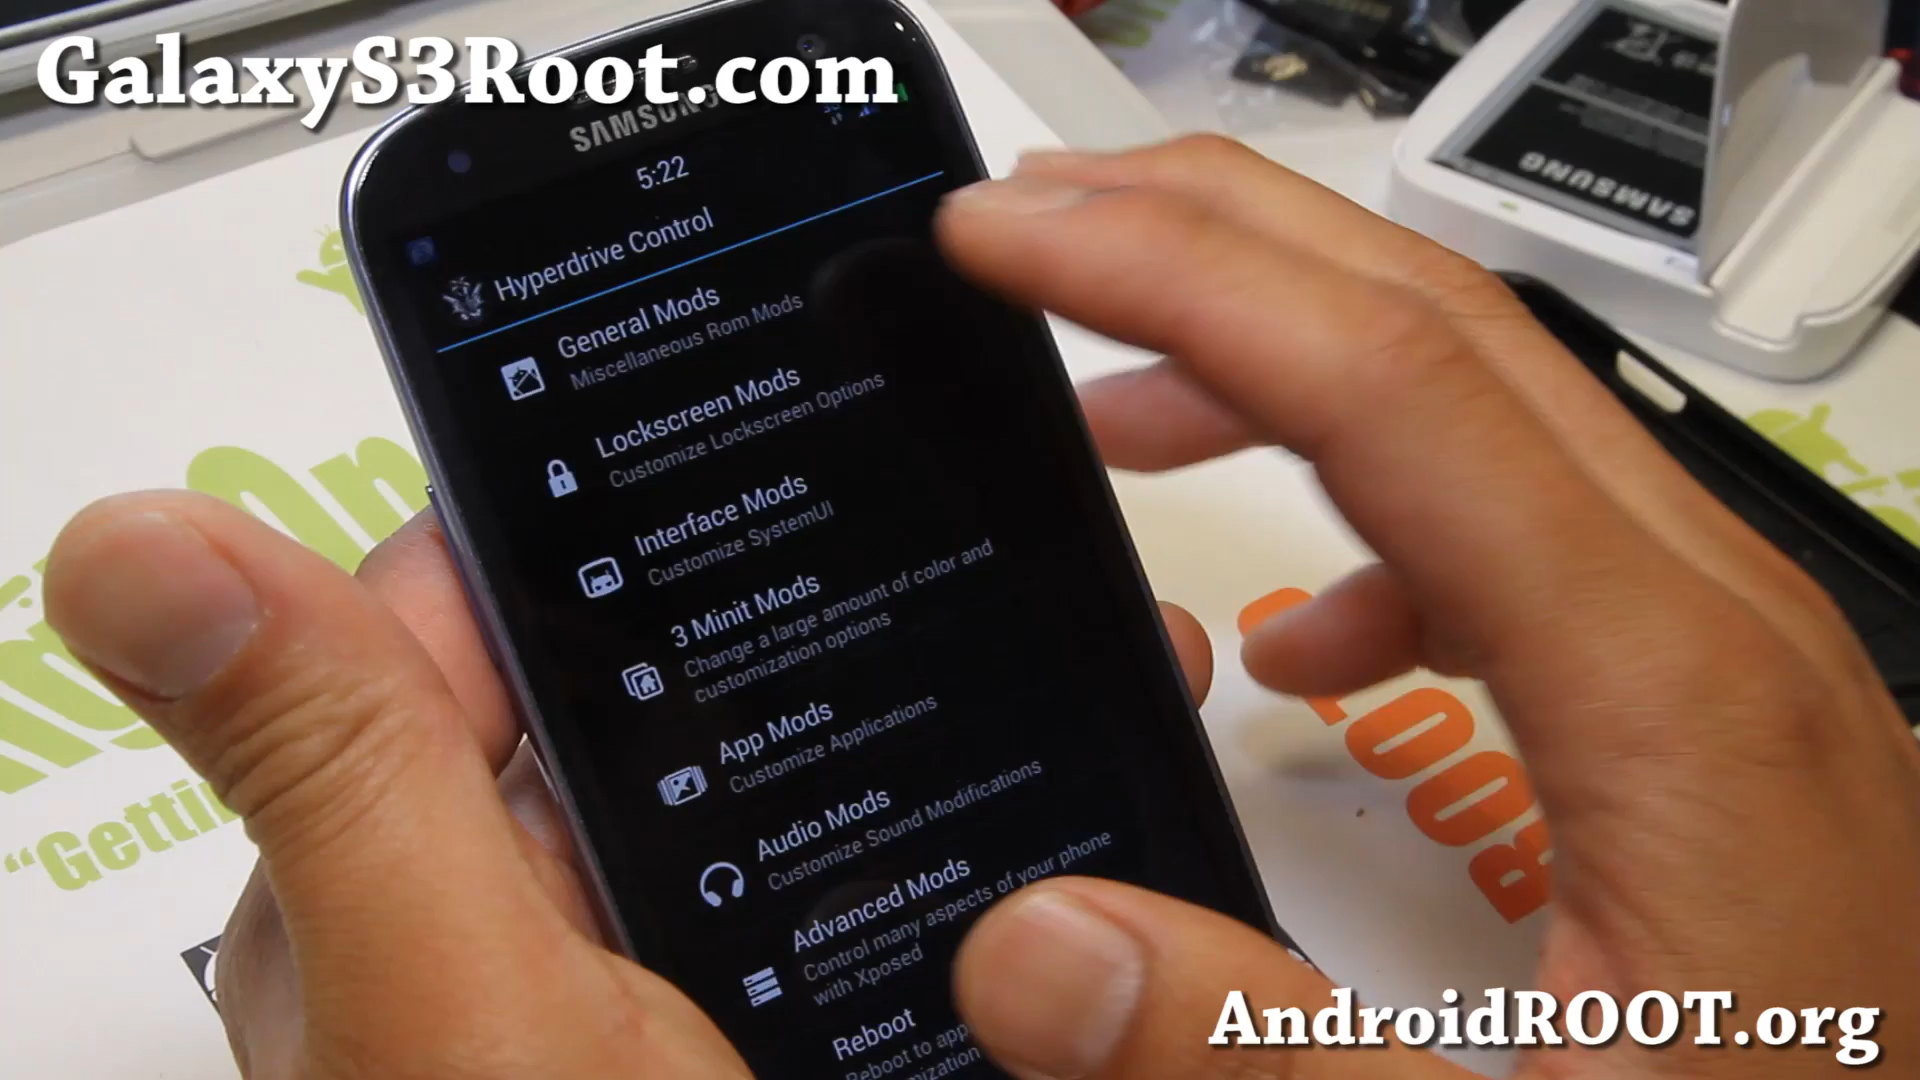 GalaxyS3Root.com
SAMSUNG
5:22
Hyperdrive Control
General Mods
Miscellaneous Rom Mods
Lockscreen Mods
Customize Lockscreen Options
Interface Mods
Customize SystemUI
3 Minit Mods
Change a large amount of color and
customization options
App Mods
Customize Applications
Audio Mods
Customize Sound Modifications
Advanced Mods
Control many aspects of your phone
with Xposed
Reboot
Reboot to
SAMSUNG
ROOT
AndroidROOT.org